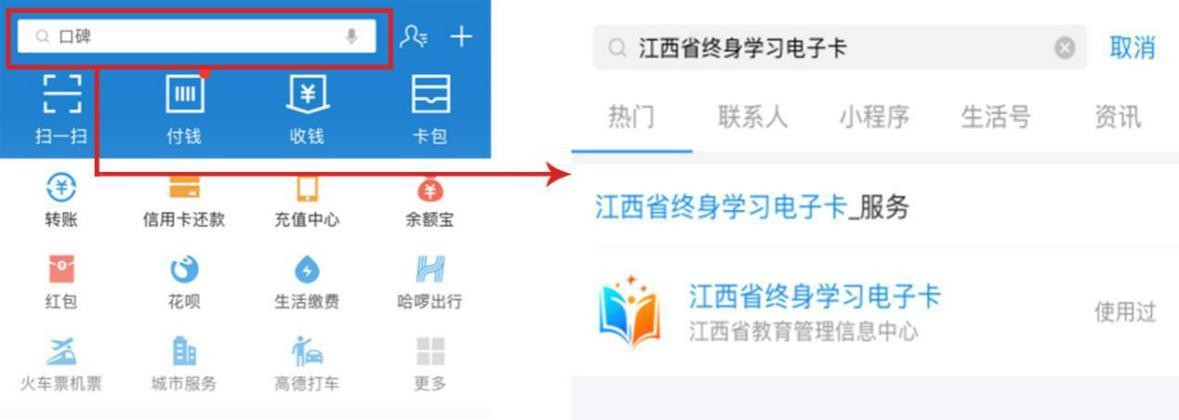 口碑
扫一扫
付钱
收钱
卡包
转账
信用卡还款
充值中心
余额宝
红包
花呗
生活缴费
哈啰出行
火车票机票
城市服务
高德打车
更多
江西省终身学习电子卡
取消
热门
联系人
小程序
生活号
资讯
江西省终身学习电子卡_服务
江西省终身学习电子卡
江西省教育管理信息中心
使用过